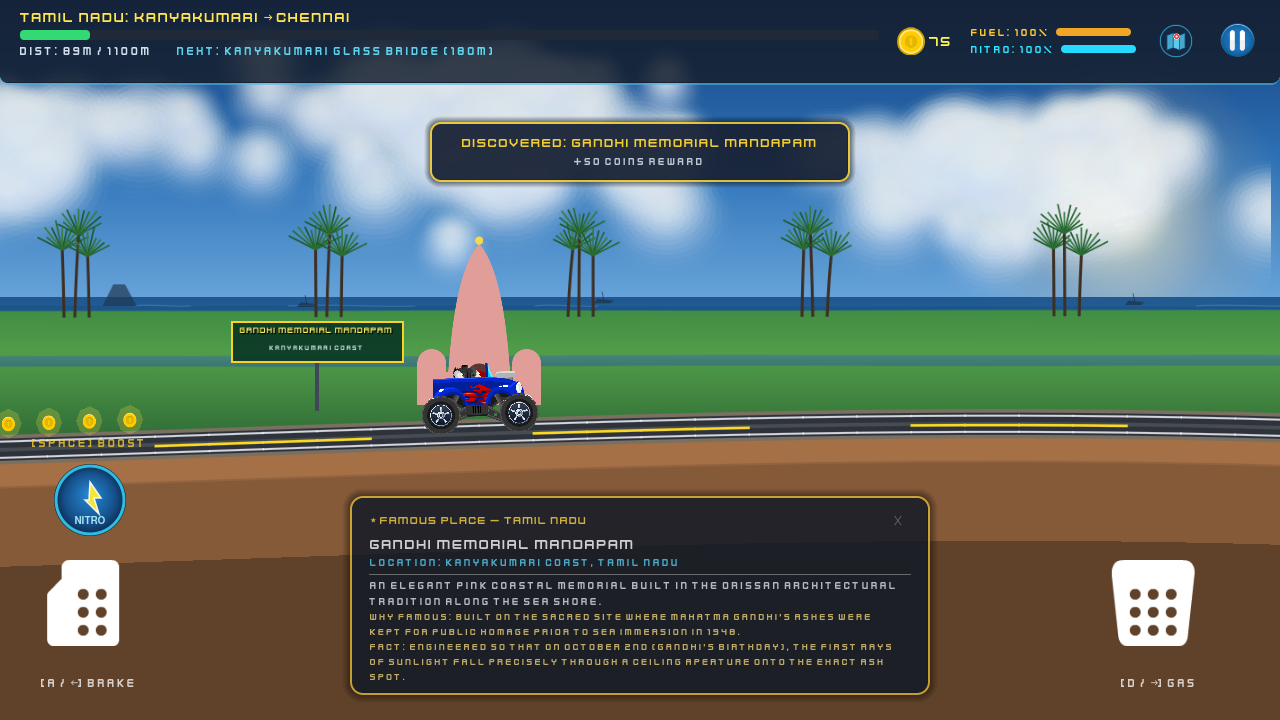 TAMIL NADU: KANYAKUMARI → CHENNAI
DIST: 89M / 1100M
NEXT: KANYAKUMARI GLASS BRIDGE (180M)
75
FUEL: 100%
NITRO: 100%
DISCOVERED: GANDHI MEMORIAL MANDAPAM
+50 COINS REWARD
GANDHI MEMORIAL MANDAPAM
KANYAKUMARI COAST
[SPACE] BOOST
NITRO
[A / ←] BRAKE
★ FAMOUS PLACE — TAMIL NADU
X
GANDHI MEMORIAL MANDAPAM
LOCATION: KANYAKUMARI COAST, TAMIL NADU
AN ELEGANT PINK COASTAL MEMORIAL BUILT IN THE ORISSAN ARCHITECTURAL
TRADITION ALONG THE SEA SHORE.
WHY FAMOUS: BUILT ON THE SACRED SITE WHERE MAHATMA GANDHI'S ASHES WERE
KEPT FOR PUBLIC HOMAGE PRIOR TO SEA IMMERSION IN 1948.
FACT: ENGINEERED SO THAT ON OCTOBER 2ND (GANDHI'S BIRTHDAY), THE FIRST RAYS
OF SUNLIGHT FALL PRECISELY THROUGH A CEILING APERTURE ONTO THE EXACT ASH
SPOT.
[D / →] GAS